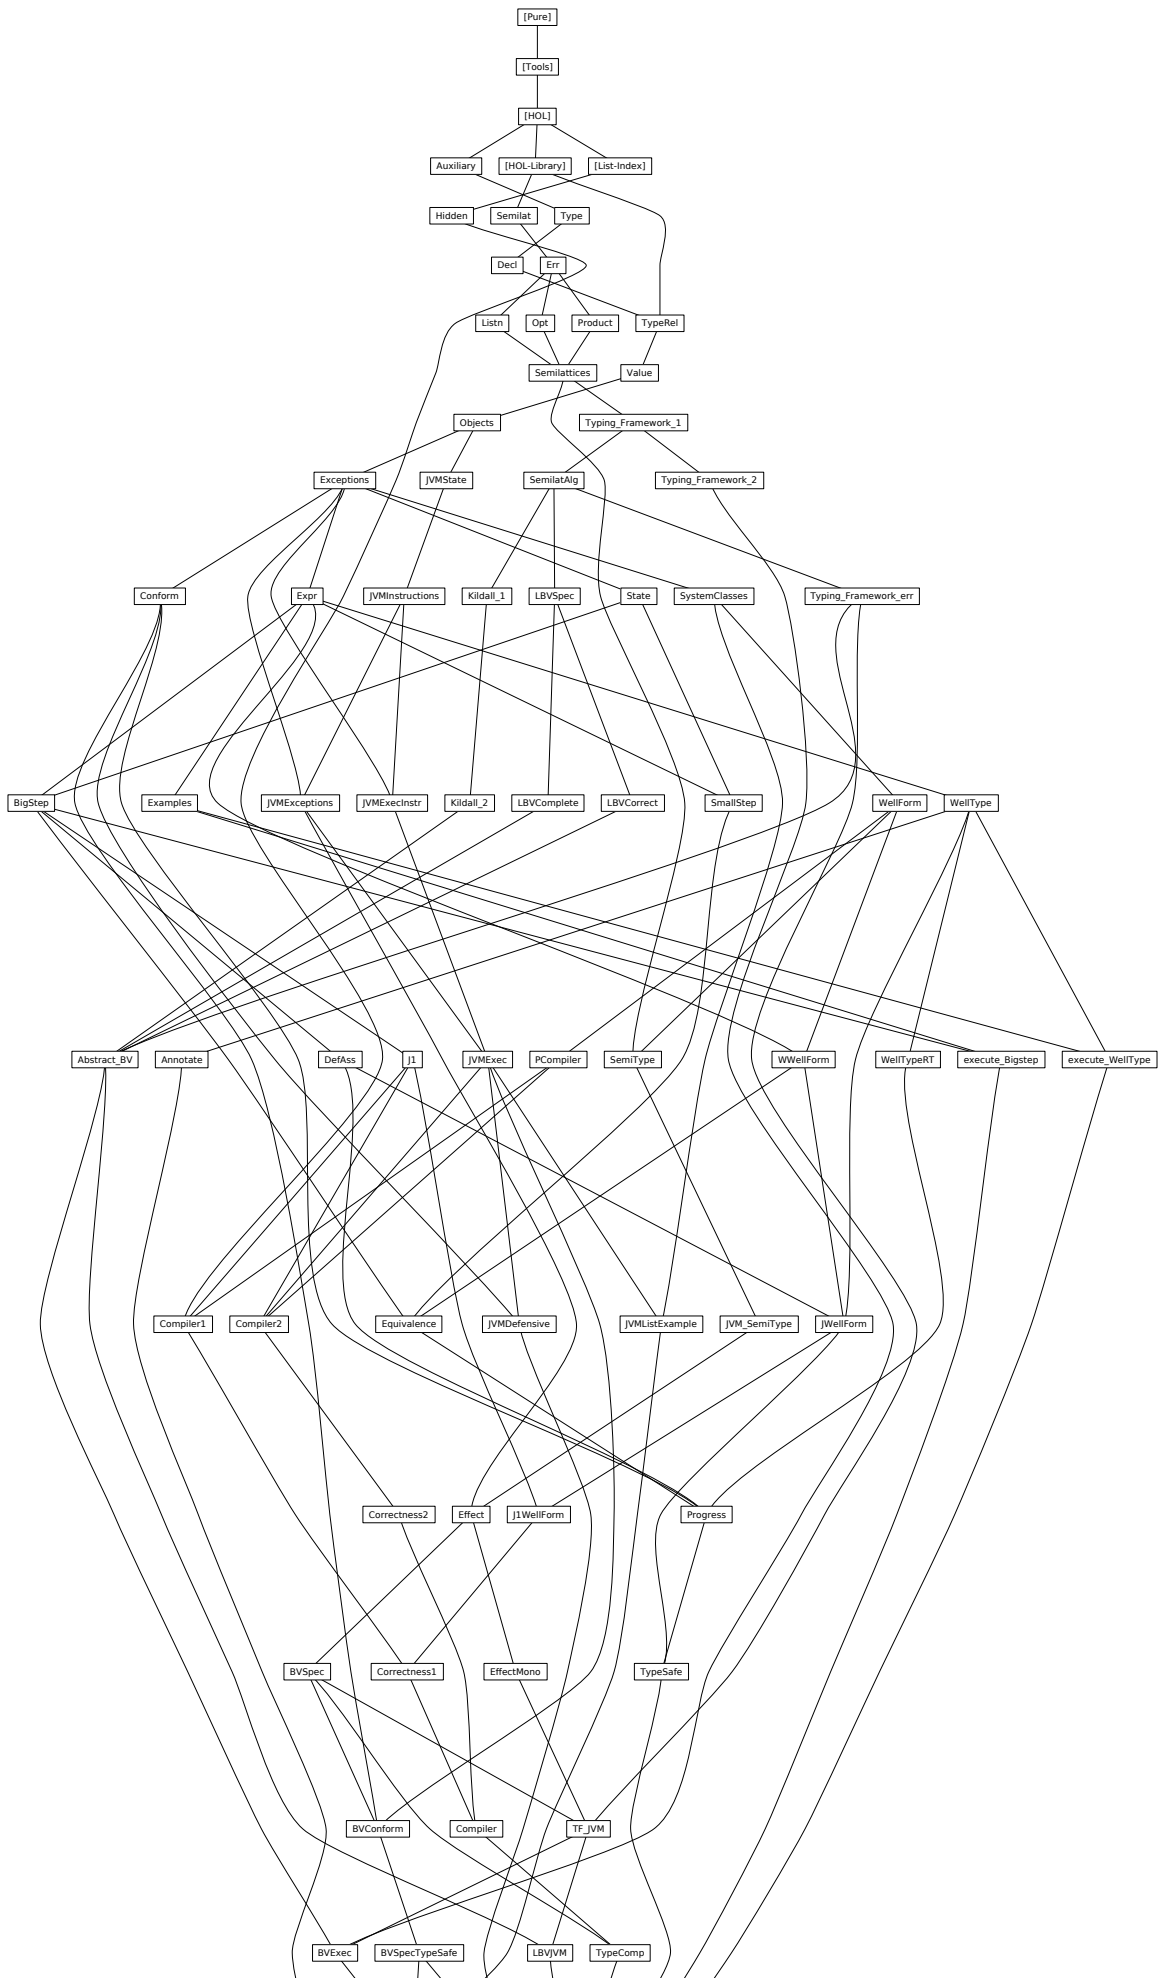 [Pure]
[Tools]
[HOL]
Auxiliary
[HOL-Library]
[List-Index]
Hidden
Semilat
Type
Decl
Err
Listn
Opt
Product
TypeRel
Semilattices
Value
Objects
Typing_Framework_1
Exceptions
JVMState
SemilatAlg
Typing_Framework_2
Conform
Expr
JVMInstructions
Kildall_1
LBVSpec
State
SystemClasses
Typing_Framework_err
BigStep
Examples
JVMExceptions
JVMExecInstr
Kildall_2
LBVComplete
LBVCorrect
SmallStep
WellForm
WellType
Abstract_BV
Annotate
DefAss
J1
JVMExec
PCompiler
SemiType
WWellForm
WellTypeRT
execute_Bigstep
execute_WellType
Compiler1
Compiler2
Equivalence
JVMDefensive
JVMListExample
JVM_SemiType
JWellForm
Correctness2
Effect
J1WellForm
Progress
BVSpec
Correctness1
EffectMono
TypeSafe
BVConform
Compiler
TF_JVM
BVExec
BVSpecTypeSafe
LBVJVM
TypeComp